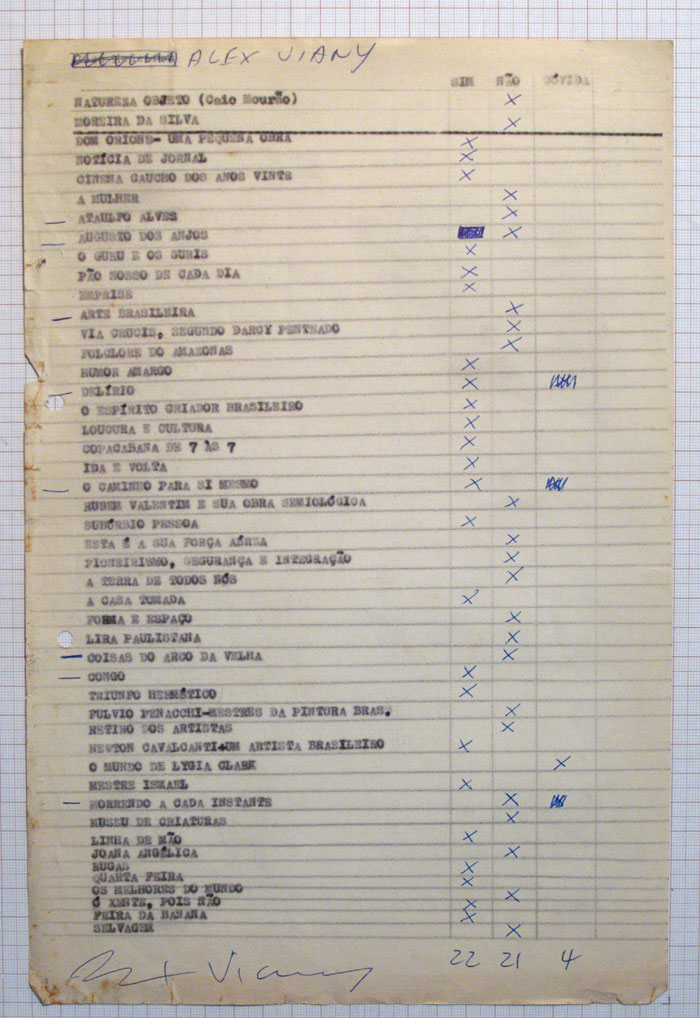 ALEX VIANY
SIM NÃO DÚVIDA
NATUREZA OBJETO (Caio Mourão) X
MOREIRA DA SILVA X
DOM ORIONE- UMA PEQUENA OBRA X
NOTÍCIA DE JORNAL X
CINEMA GAUCHO DOS ANOS VINTE X
A MULHER X
ATAULFO ALVES X
AUGUSTO DOS ANJOS X
O GURU E OS GURIS X
PÃO NOSSO DE CADA DIA X
EMPRISE X
ARTE BRASILEIRA X
VIA CRUCIS, SEGUNDO DARCY PENTEADO X
FOLCLORE DO AMAZONAS X
HUMOR AMARGO X
DELÍRIO X
O ESPÍRITO CRIADOR BRASILEIRO X
LOUCURA E CULTURA X
COPACABANA DE 7 ÀS 7 X
IDA E VOLTA X
O CAMINHO PARA SI MESMO X
RUBEM VALENTIM E SUA OBRA SEMIOLÓGICA X
SUBÚRBIO PESSOA X
ESTA É A SUA FORÇA AÉREA X
PIONEIRISMO, SEGURANÇA E INTEGRAÇÃO X
A TERRA DE TODOS NÓS X
A CASA TOMADA X
FORMA E ESPAÇO X
LIRA PAULISTANA X
COISAS DO ARCO DA VELHA X
CONGO X
TRIUNFO HERMÉTICO X
FULVIO PENACCHI-MESTRES DA PINTURA BRAS. X
RETIRO DOS ARTISTAS X
NEWTON CAVALCANTI-UM ARTISTA BRASILEIRO X
O MUNDO DE LYGIA CLARK X
MESTRE ISMAEL X
MORRENDO A CADA INSTANTE X
MUSEU DE CRIATURAS X
LINHA DE MÃO X
JOANA ANGÉLICA X
RUGAS X
QUARTA FEIRA X
OS MELHORES DO MUNDO X
Ó XENTE, POIS NÃO X
FEIRA DA BANANA X
SELVAGER X
Alex Viany 22 21 4